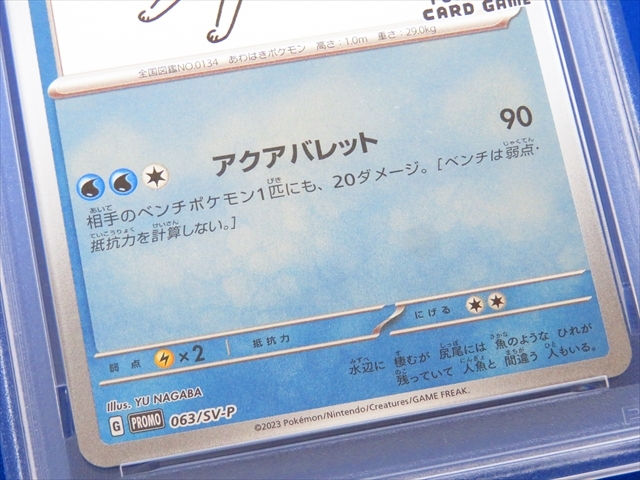 CARD GAME
全国図鑑NO.0134 あわはきポケモン 高さ:1.0m 重さ:29.0kg
アクアバレット 90
相手のベンチポケモン1匹にも、20ダメージ。[ベンチは弱点・
抵抗力を計算しない。]
弱点 ×2 抵抗力 にげる
水辺に棲むが 尻尾には 魚のような ひれが
残っていて 人魚と 間違う 人もいる。
Illus. YU NAGABA
G PROMO 063/SV-P
©2023 Pokémon/Nintendo/Creatures/GAME FREAK.